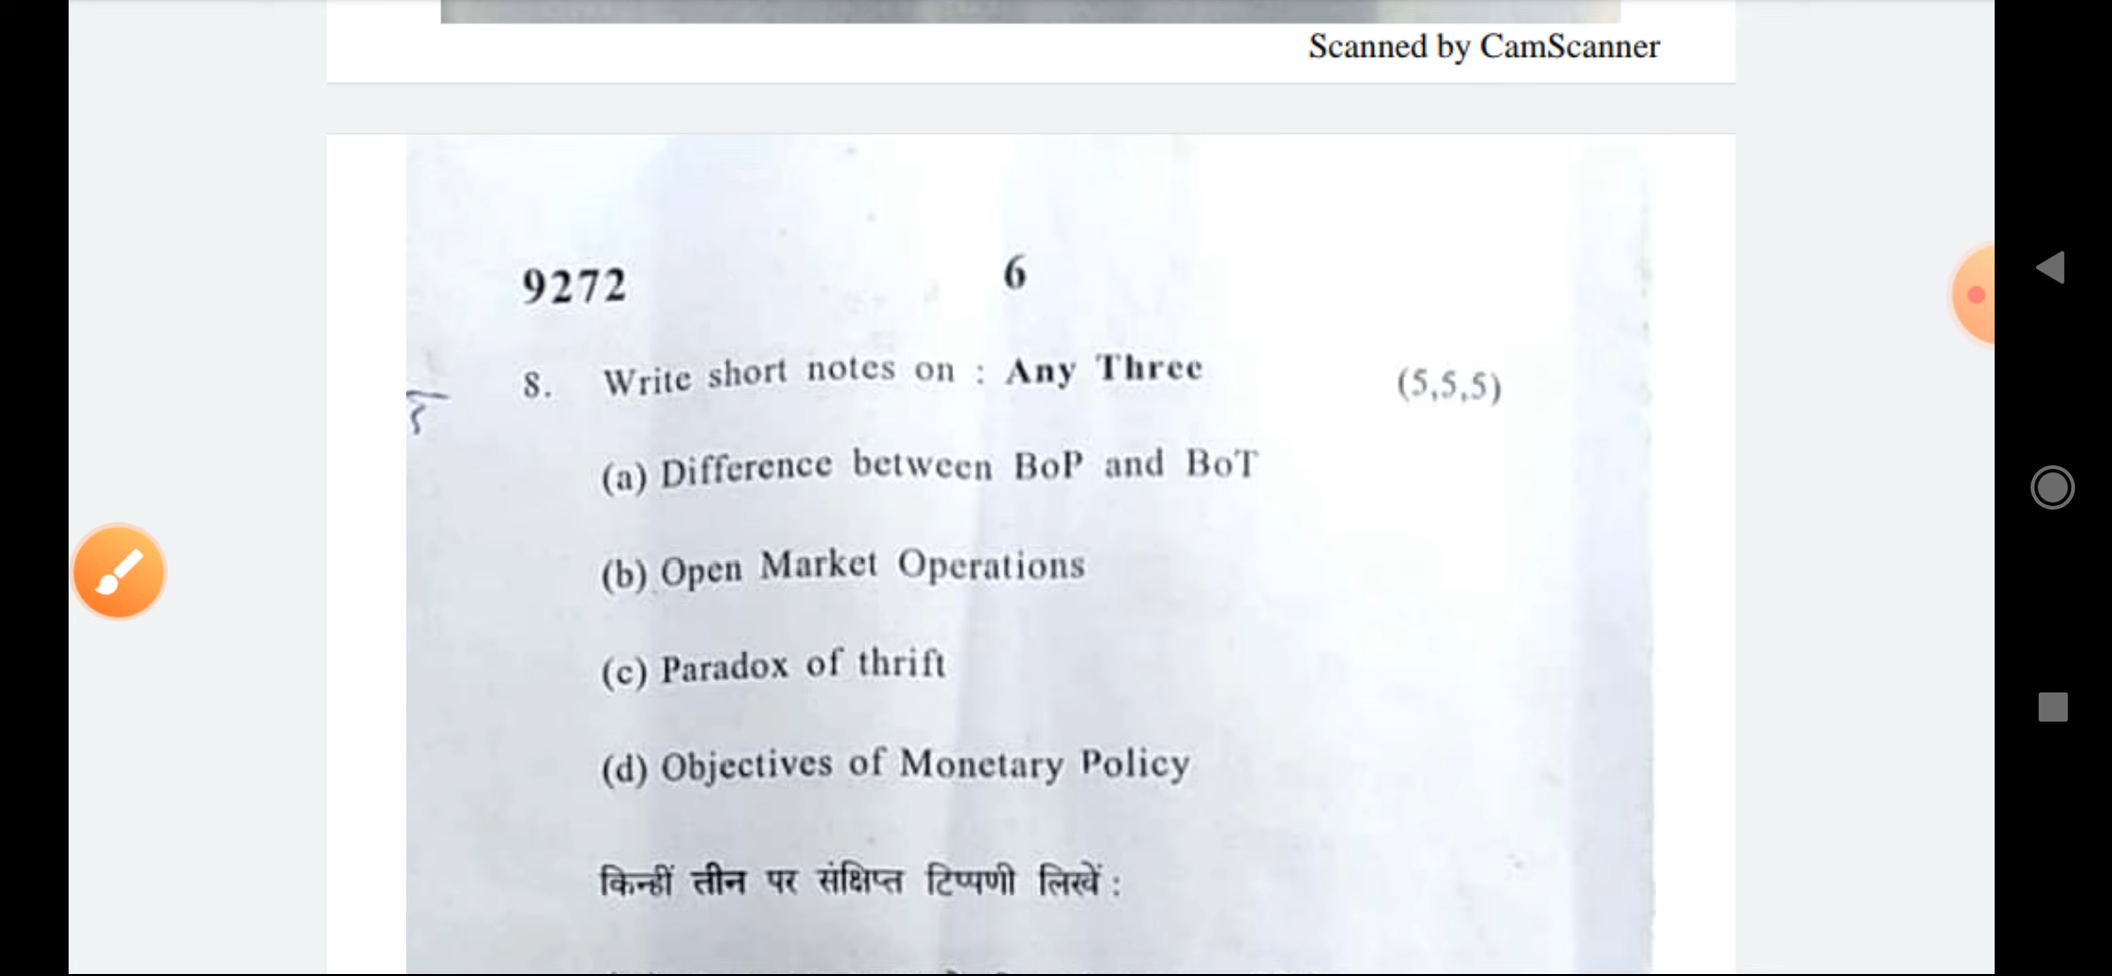 Scanned by CamScanner
9272 6
8. Write short notes on : Any Three (5,5,5)
(a) Difference between BoP and BoT
(b) Open Market Operations
(c) Paradox of thrift
(d) Objectives of Monetary Policy
किन्हीं तीन पर संक्षिप्त टिप्पणी लिखें :